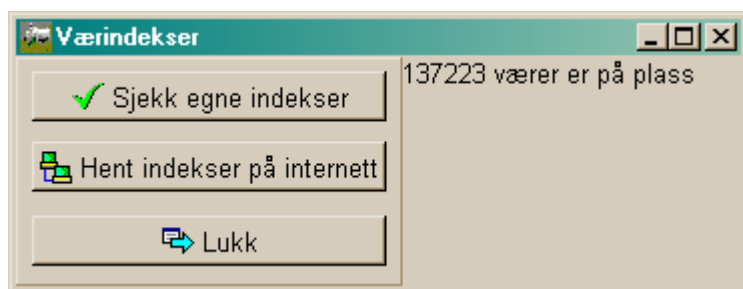 Værindekser
Sjekk egne indekser
137223 værer er på plass
Hent indekser på internett
Lukk